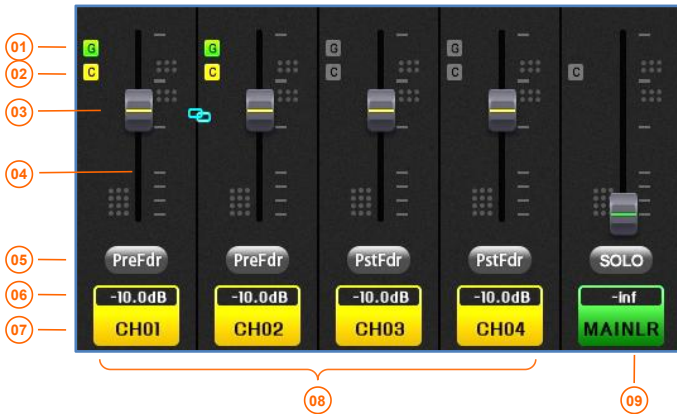 01
G G G G
02
C C C C C
03
04
05
PreFdr PreFdr PstFdr PstFdr SOLO
06
-10.0dB -10.0dB -10.0dB -10.0dB -inf
07
CH01 CH02 CH03 CH04 MAINLR
08 09